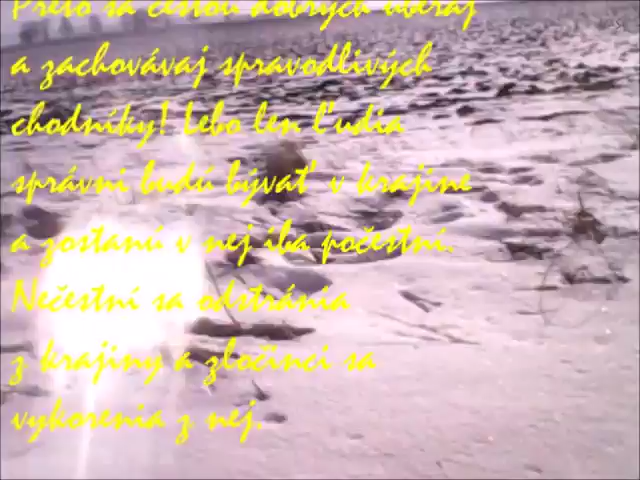 Preto sa cestou dobrých uberaj
a zachovávaj spravodlivých
chodníky! Lebo len ľudia
správni budú bývať v krajine
a zostanú v nej iba počestní.
Nečestní sa odstránia
z krajiny a zločinci sa
vykorenia z nej.